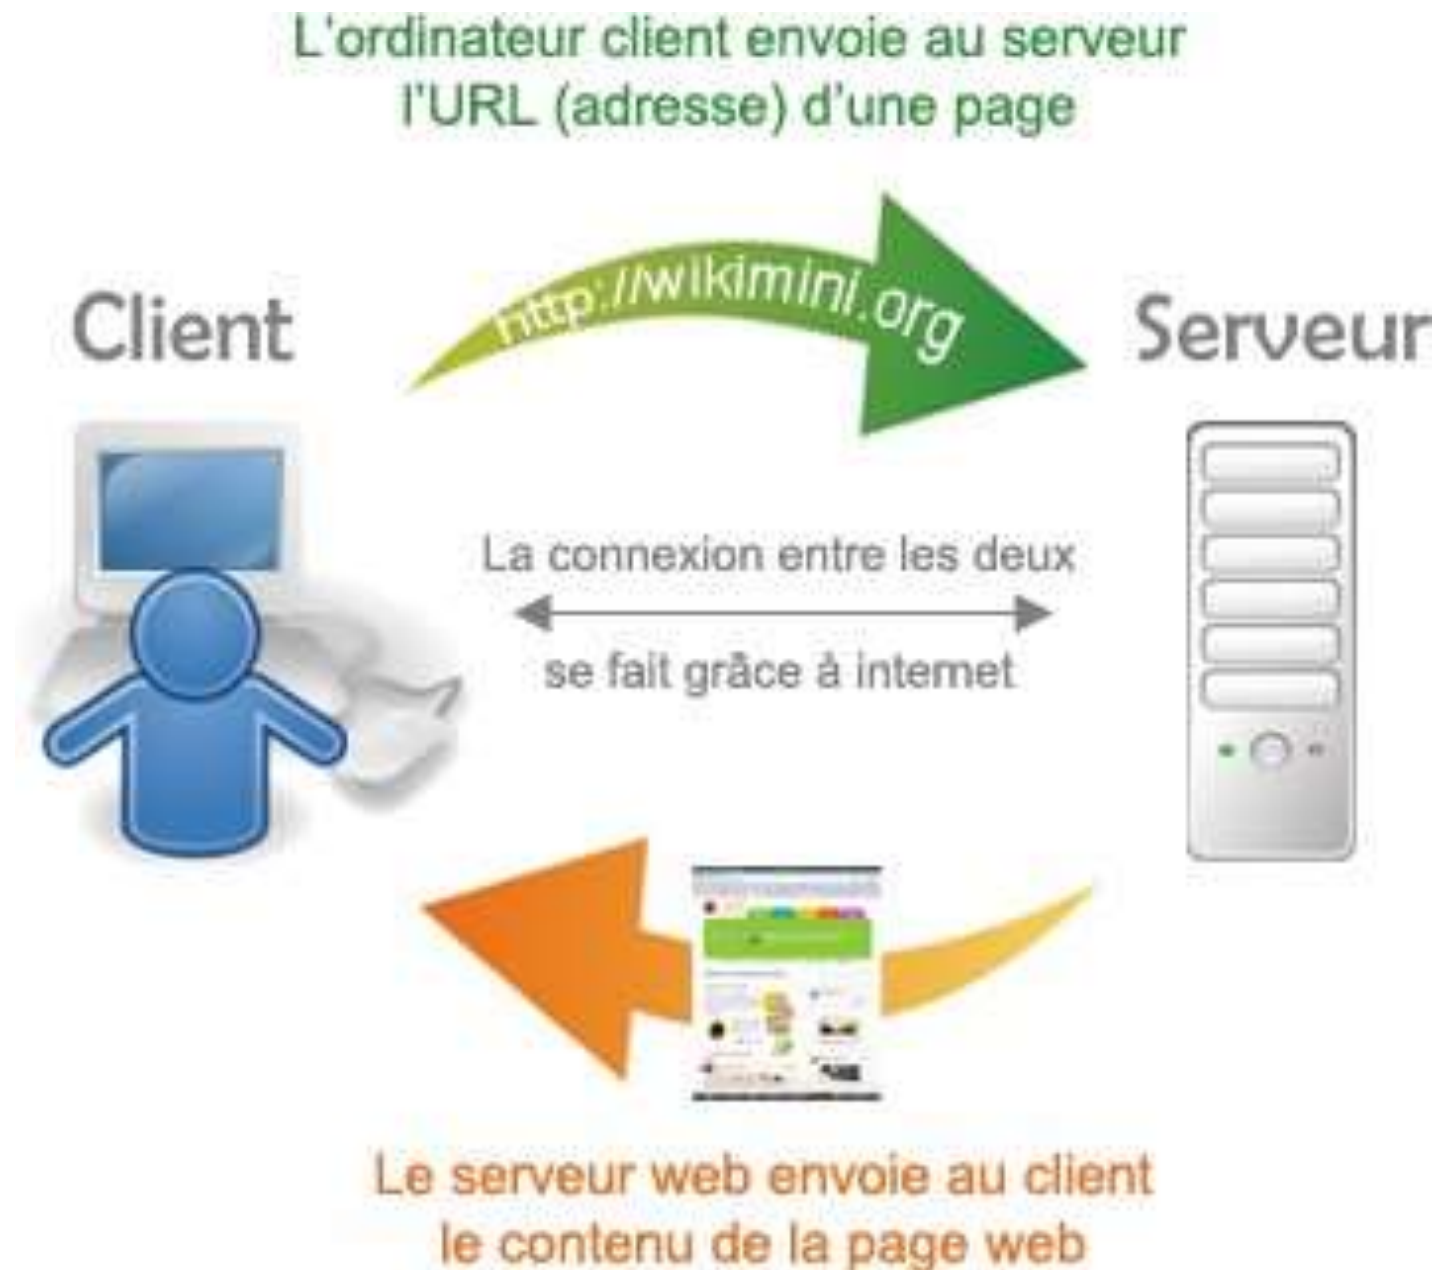 L'ordinateur client envoie au serveur
l'URL (adresse) d'une page
http://wikimini.org
Client
Serveur
La connexion entre les deux
se fait grâce à internet
Le serveur web envoie au client
le contenu de la page web